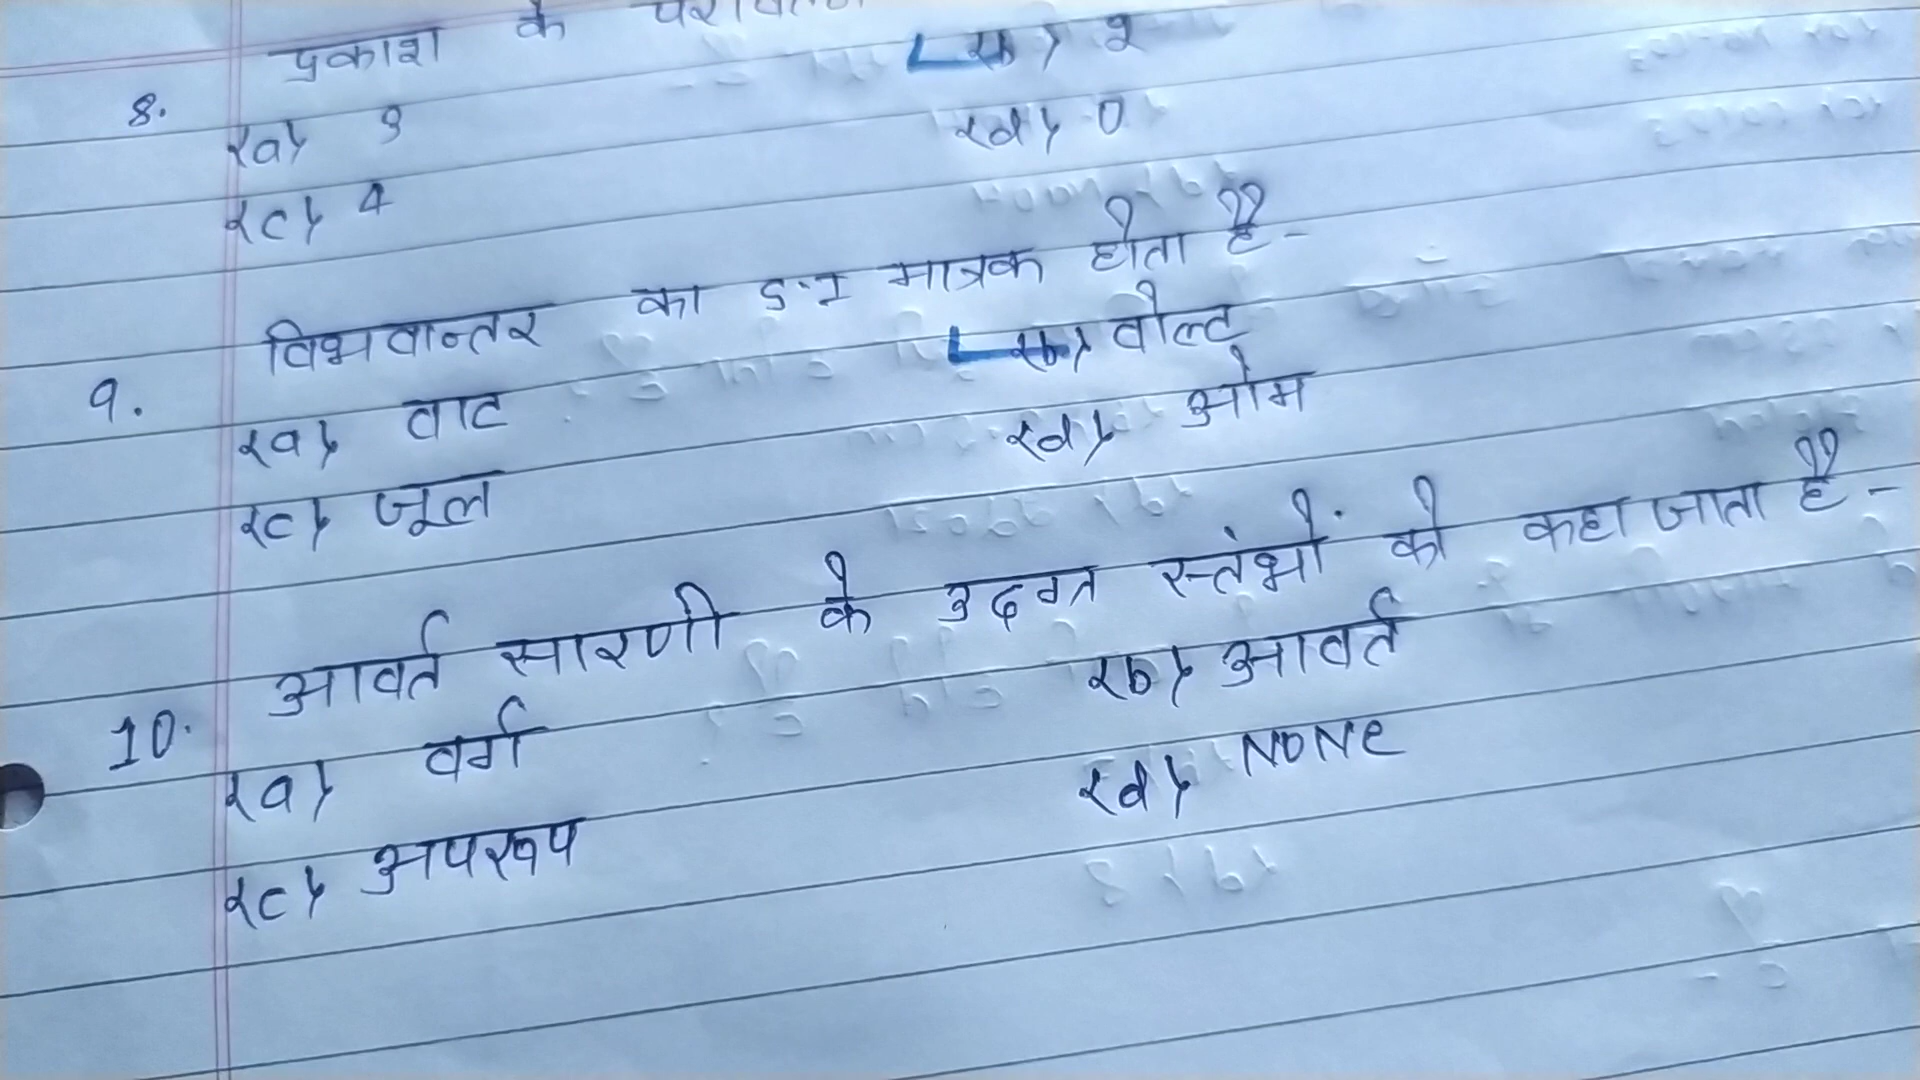 8. प्रकाश के
(a) 3 (b) 2
(c) 4 (d) 0
9. विभवान्तर का S.I मात्रक होता है-
(a) वाट (b) वोल्ट
(c) जूल (d) ओम
10. आवर्त सारणी के उदग्र स्तंभों को कहा जाता है-
(a) वर्ग (b) आवर्त
(c) अपरूप (d) NONe